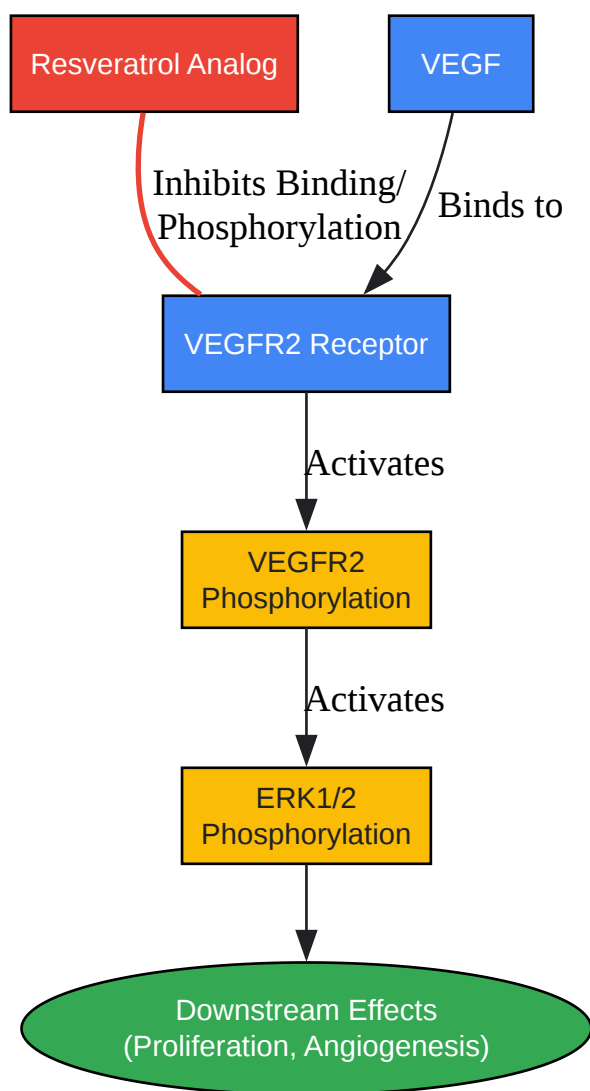 Resveratrol Analog
VEGF
Inhibits Binding/
Phosphorylation
Binds to
VEGFR2 Receptor
Activates
VEGFR2
Phosphorylation
Activates
ERK1/2
Phosphorylation
Downstream Effects
(Proliferation, Angiogenesis)